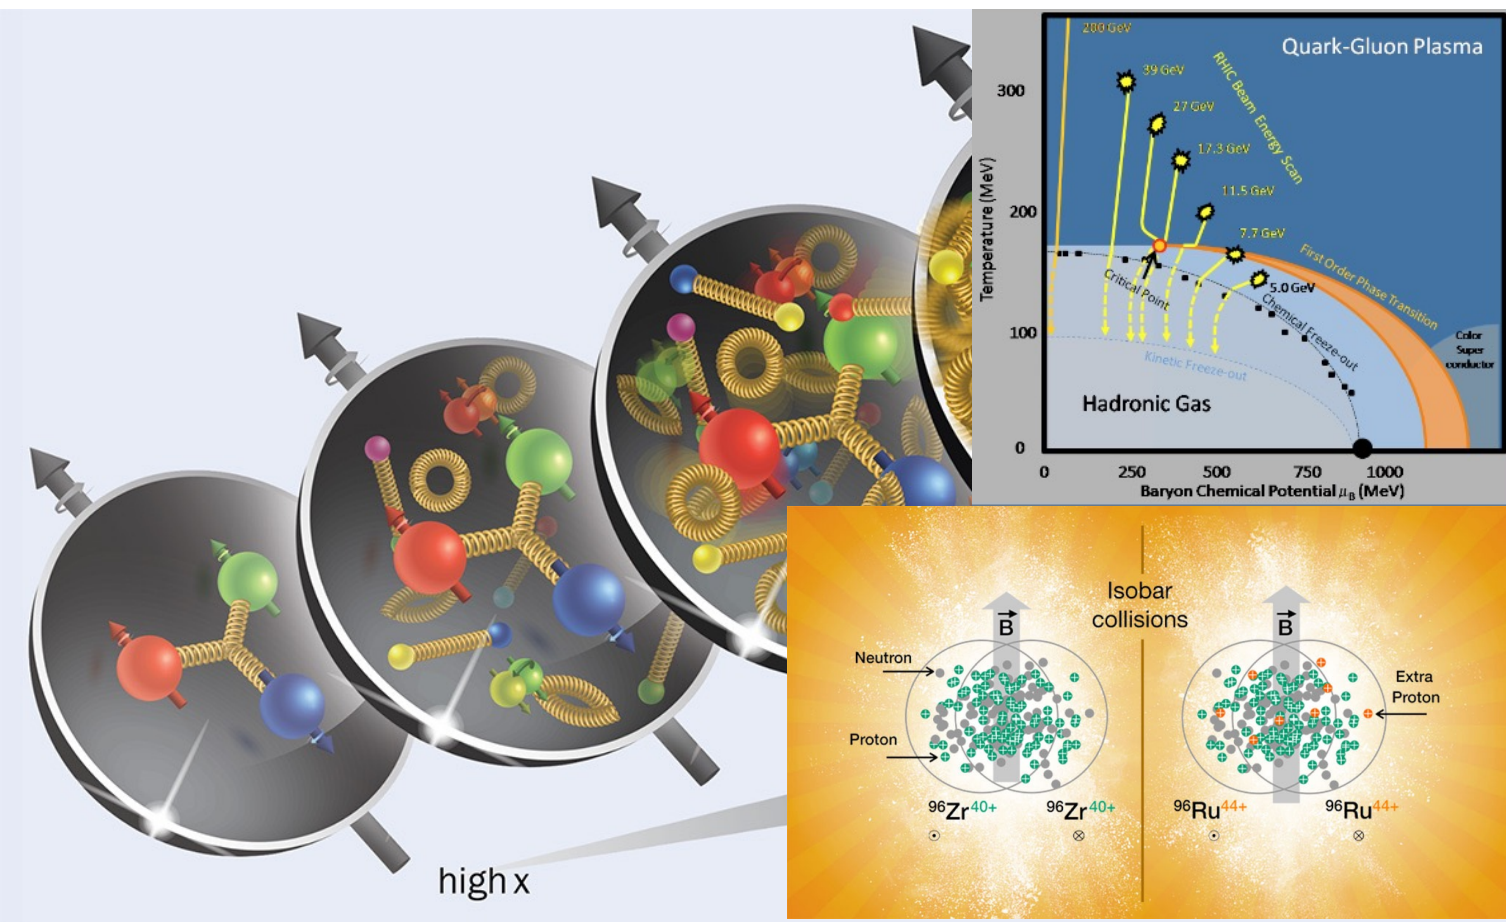 high x
200 GeV
Quark-Gluon Plasma
39 GeV
RHIC Beam Energy Scan
27 GeV
17.3 GeV
11.5 GeV
7.7 GeV
5.0 GeV
First Order Phase Transition
Critical Point
Chemical Freeze-out
Kinetic Freeze-out
Color
Super
conductor
Hadronic Gas
Temperature (MeV)
300
200
100
0
0 250 500 750 1000
Baryon Chemical Potential μB (MeV)
Isobar
collisions
B
B
Neutron
Proton
Extra
Proton
96Zr40+ 96Zr40+
96Ru44+ 96Ru44+